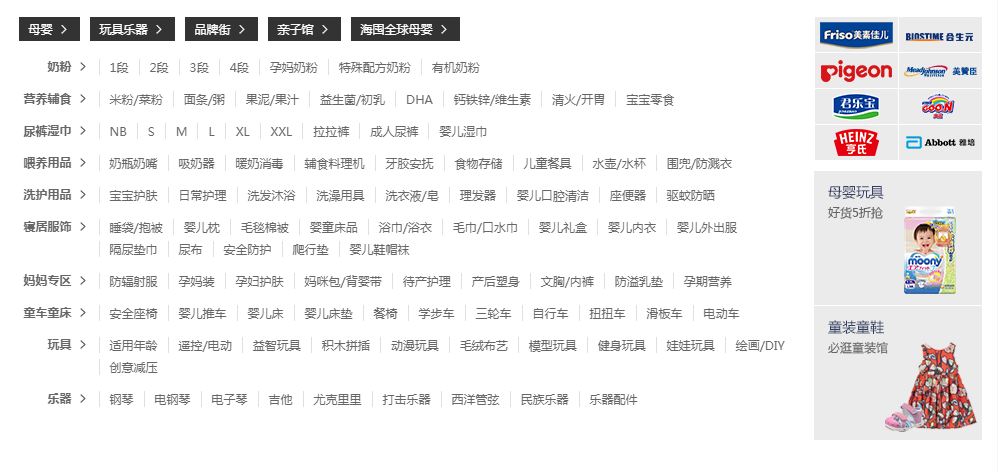 母婴 > 玩具乐器 > 品牌街 > 亲子馆 > 海囤全球母婴 >
奶粉 > 1段 2段 3段 4段 孕妈奶粉 特殊配方奶粉 有机奶粉
营养辅食 > 米粉/菜粉 面条/粥 果泥/果汁 益生菌/初乳 DHA 钙铁锌/维生素 清火/开胃 宝宝零食
尿裤湿巾 > NB S M L XL XXL 拉拉裤 成人尿裤 婴儿湿巾
喂养用品 > 奶瓶奶嘴 吸奶器 暖奶消毒 辅食料理机 牙胶安抚 食物存储 儿童餐具 水壶/水杯 围兜/防溅衣
洗护用品 > 宝宝护肤 日常护理 洗发沐浴 洗澡用具 洗衣液/皂 理发器 婴儿口腔清洁 座便器 驱蚊防晒
寝居服饰 > 睡袋/抱被 婴儿枕 毛毯棉被 婴童床品 浴巾/浴衣 毛巾/口水巾 婴儿礼盒 婴儿内衣 婴儿外出服
隔尿垫巾 尿布 安全防护 爬行垫 婴儿鞋帽袜
妈妈专区 > 防辐射服 孕妈装 孕妇护肤 妈咪包/背婴带 待产护理 产后塑身 文胸/内裤 防溢乳垫 孕期营养
童车童床 > 安全座椅 婴儿推车 婴儿床 婴儿床垫 餐椅 学步车 三轮车 自行车 扭扭车 滑板车 电动车
玩具 > 适用年龄 遥控/电动 益智玩具 积木拼插 动漫玩具 毛绒布艺 模型玩具 健身玩具 娃娃玩具 绘画/DIY
创意减压
乐器 > 钢琴 电钢琴 电子琴 吉他 尤克里里 打击乐器 西洋管弦 民族乐器 乐器配件
Friso美素佳儿 BIOSTIME 合生元
Pigeon MeadJohnson 美赞臣
君乐宝 GOO.N
HEINZ Abbott 雅培
亨氏
母婴玩具
好货5折抢
moony
童装童鞋
必逛童装馆